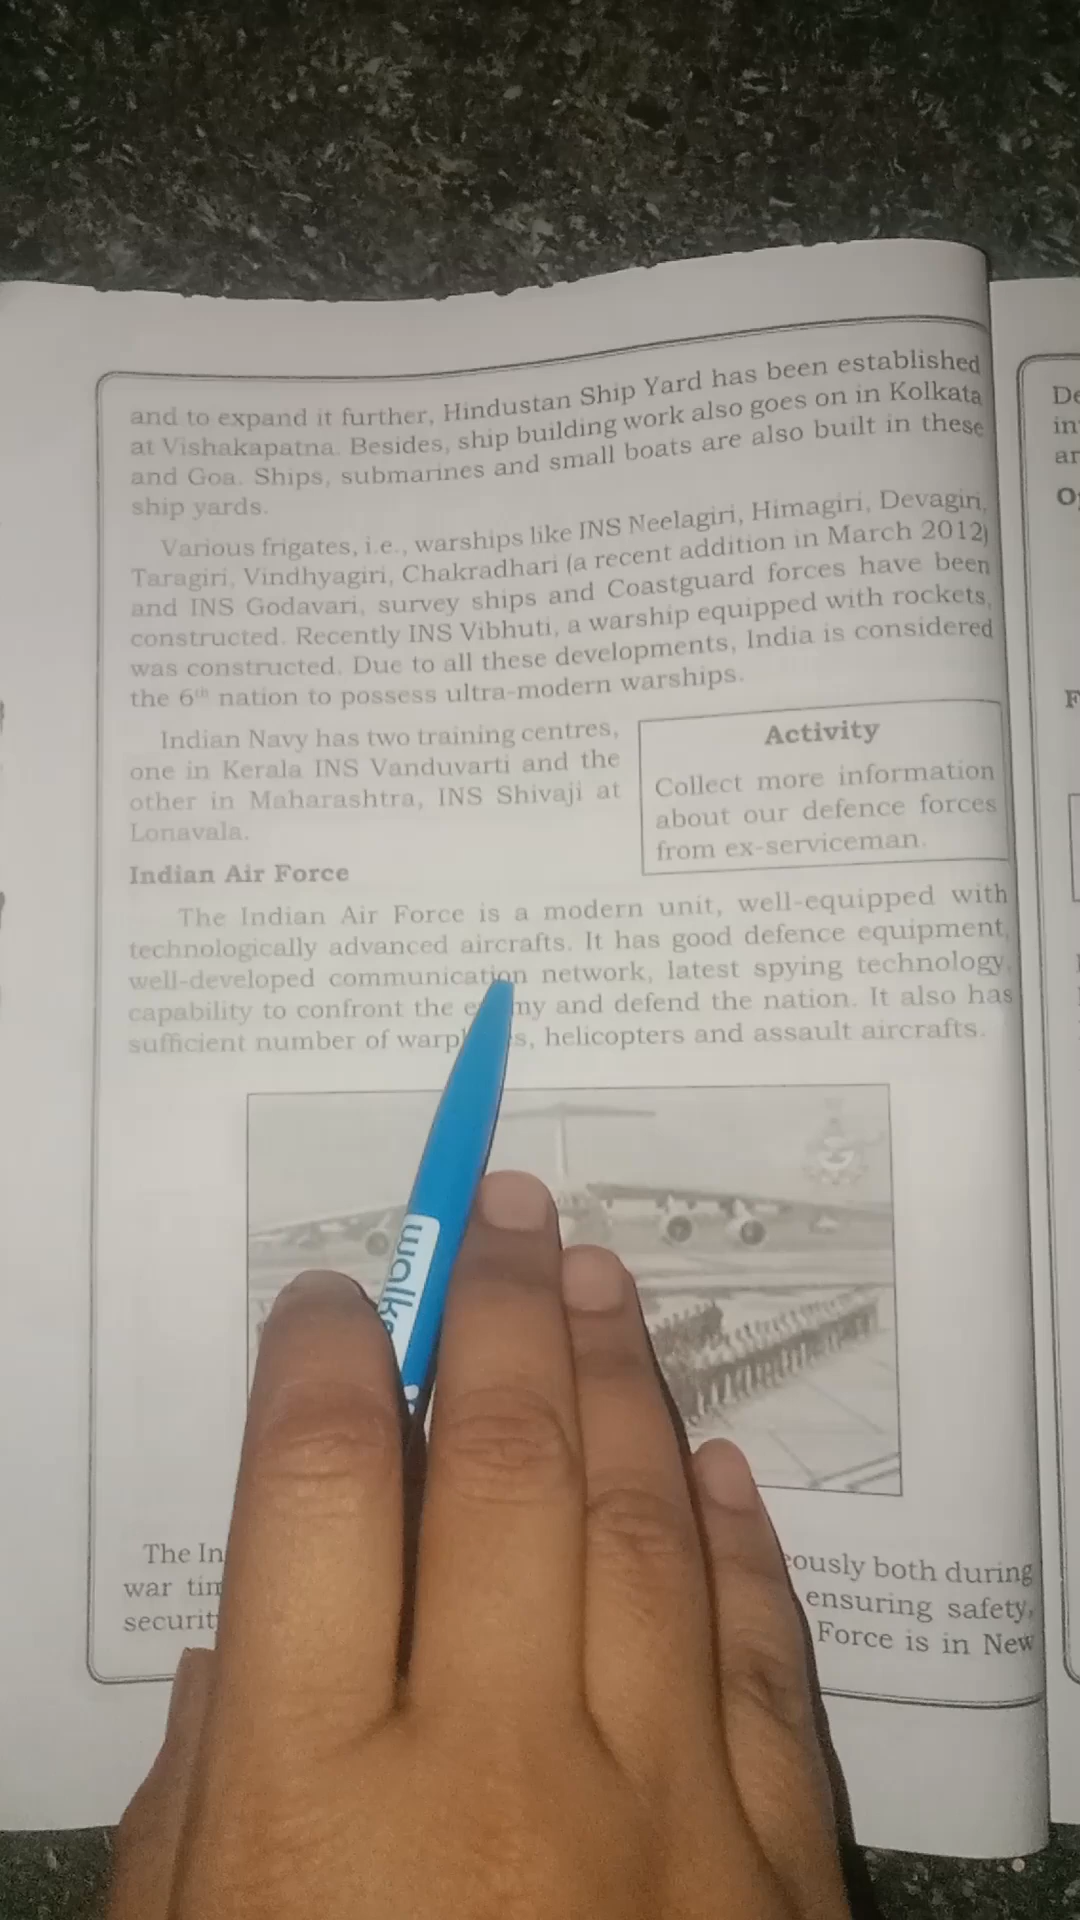 and to expand it further, Hindustan Ship Yard has been established
at Vishakapatna. Besides, ship building work also goes on in Kolkata
and Goa. Ships, submarines and small boats are also built in these
ship yards.
Various frigates, i.e., warships like INS Neelagiri, Himagiri, Devagiri,
Taragiri, Vindhyagiri, Chakradhari (a recent addition in March 2012)
and INS Godavari, survey ships and Coastguard forces have been
constructed. Recently INS Vibhuti, a warship equipped with rockets,
was constructed. Due to all these developments, India is considered
the 6th nation to possess ultra-modern warships.
Indian Navy has two training centres,
one in Kerala INS Vanduvarti and the
other in Maharashtra, INS Shivaji at
Lonavala.
Activity
Collect more information
about our defence forces
from ex-serviceman.
Indian Air Force
The Indian Air Force is a modern unit, well-equipped with
technologically advanced aircrafts. It has good defence equipment,
well-developed communication network, latest spying technology,
capability to confront the and defend the nation. It also has
sufficient number of helicopters and assault aircrafts.
The
war both during
ensuring safety,
Force is in New